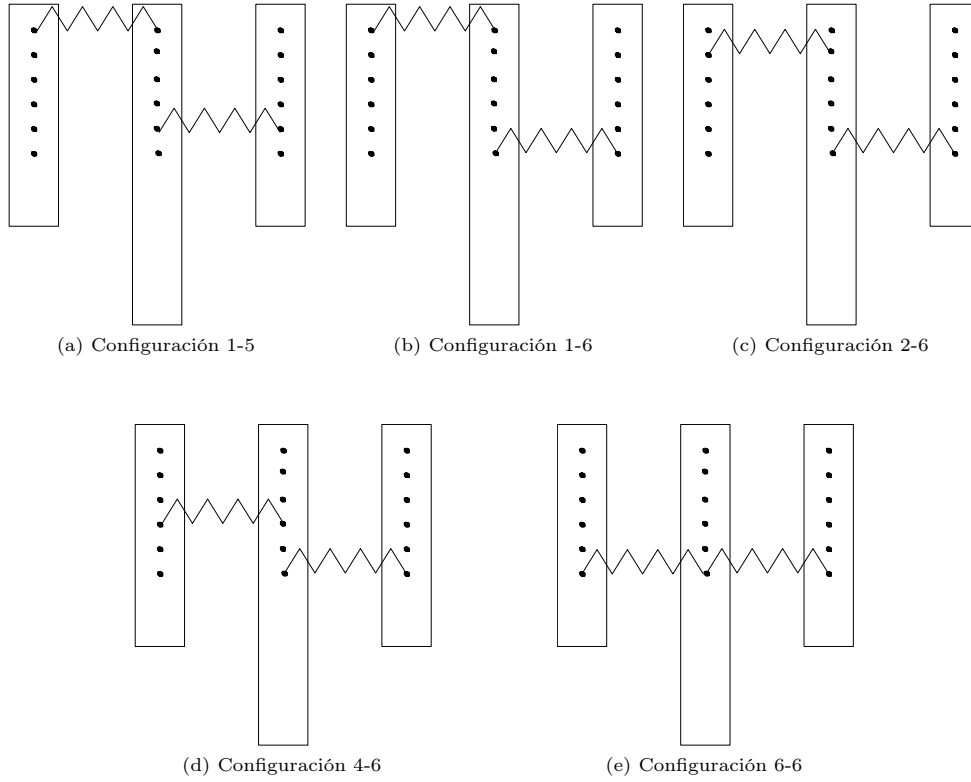 (a) Configuración 1-5
(b) Configuración 1-6
(c) Configuración 2-6
(d) Configuración 4-6
(e) Configuración 6-6